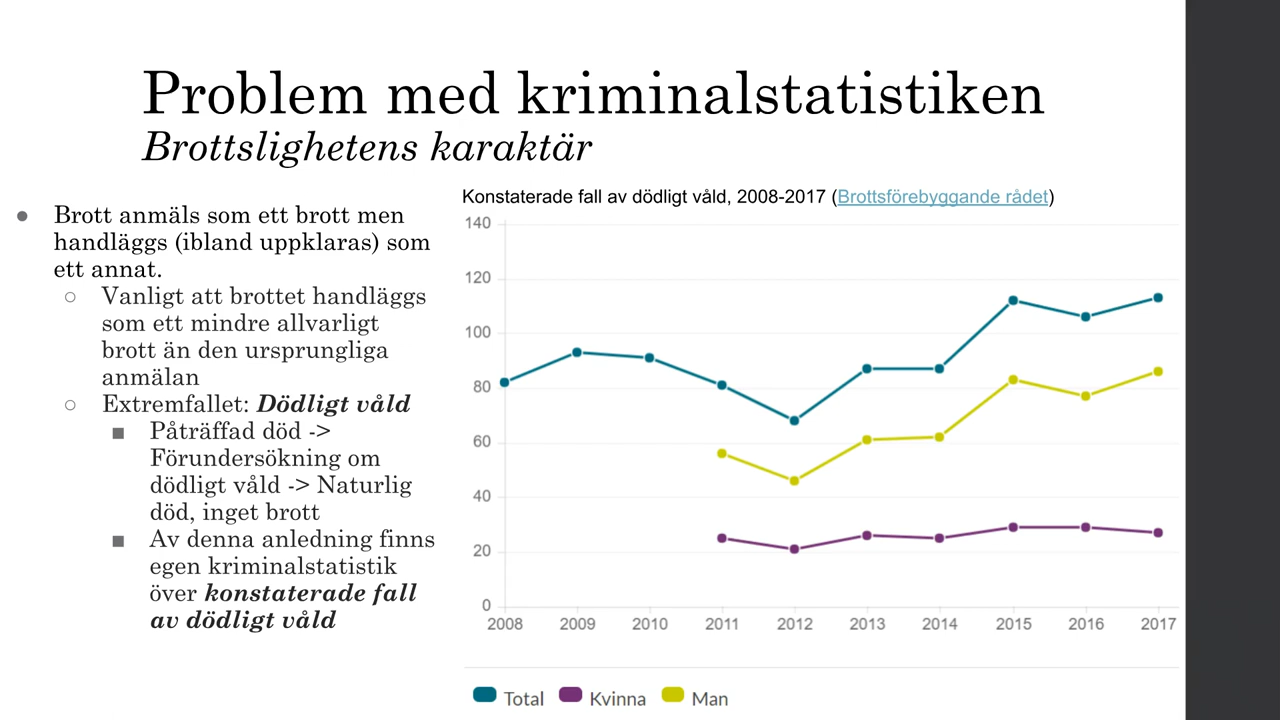 Problem med kriminalstatistiken
Brottslighetens karaktär
● Brott anmäls som ett brott men
handläggs (ibland uppklaras) som
ett annat.
○ Vanligt att brottet handläggs
som ett mindre allvarligt
brott än den ursprungliga
anmälan
○ Extremfallet: Dödligt våld
■ Påträffad död ->
Förundersökning om
dödligt våld -> Naturlig
död, inget brott
■ Av denna anledning finns
egen kriminalstatistik
över konstaterade fall
av dödligt våld
Konstaterade fall av dödligt våld, 2008-2017 (Brottsförebyggande rådet)
140
120
100
80
60
40
20
0
2008 2009 2010 2011 2012 2013 2014 2015 2016 2017
Total Kvinna Man